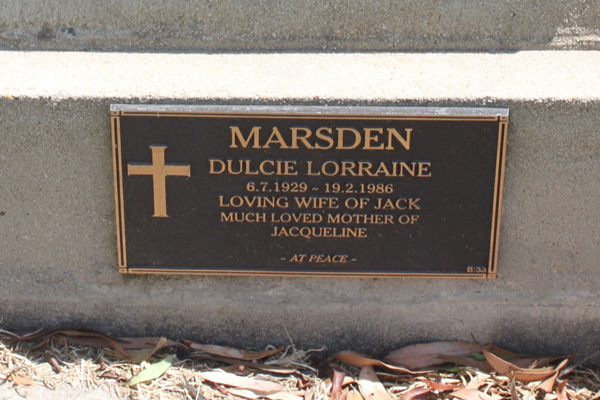 MARSDEN
DULCIE LORRAINE
6.7.1929 ~ 19.2.1986
LOVING WIFE OF JACK
MUCH LOVED MOTHER OF
JACQUELINE
~ AT PEACE ~
B/33